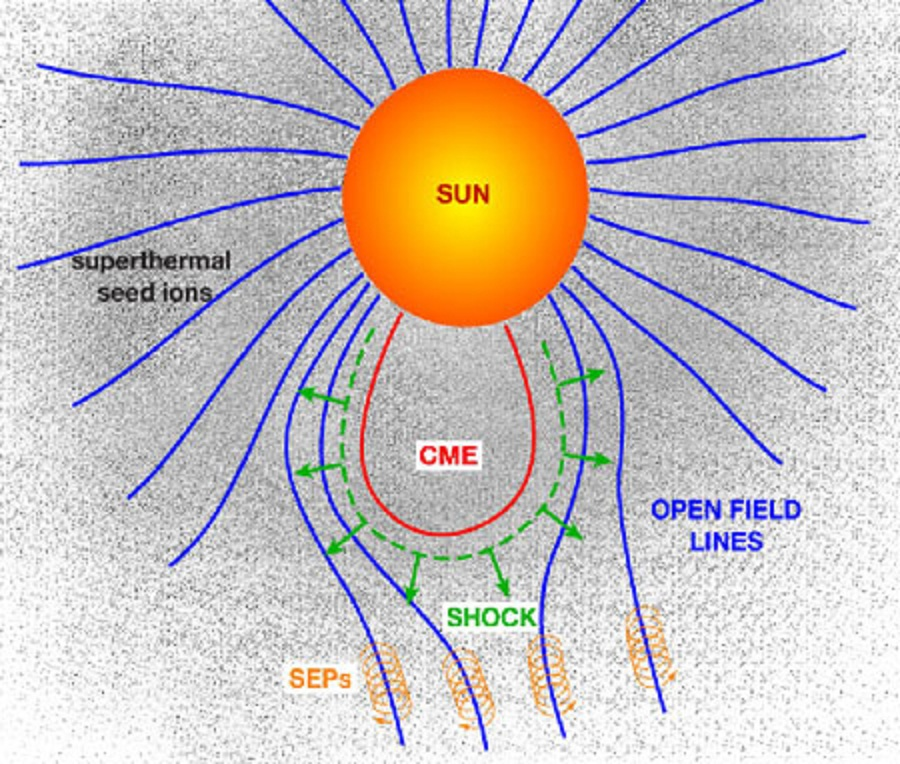 SUN
superthermal
seed ions
CME
OPEN FIELD
LINES
SHOCK
SEPs